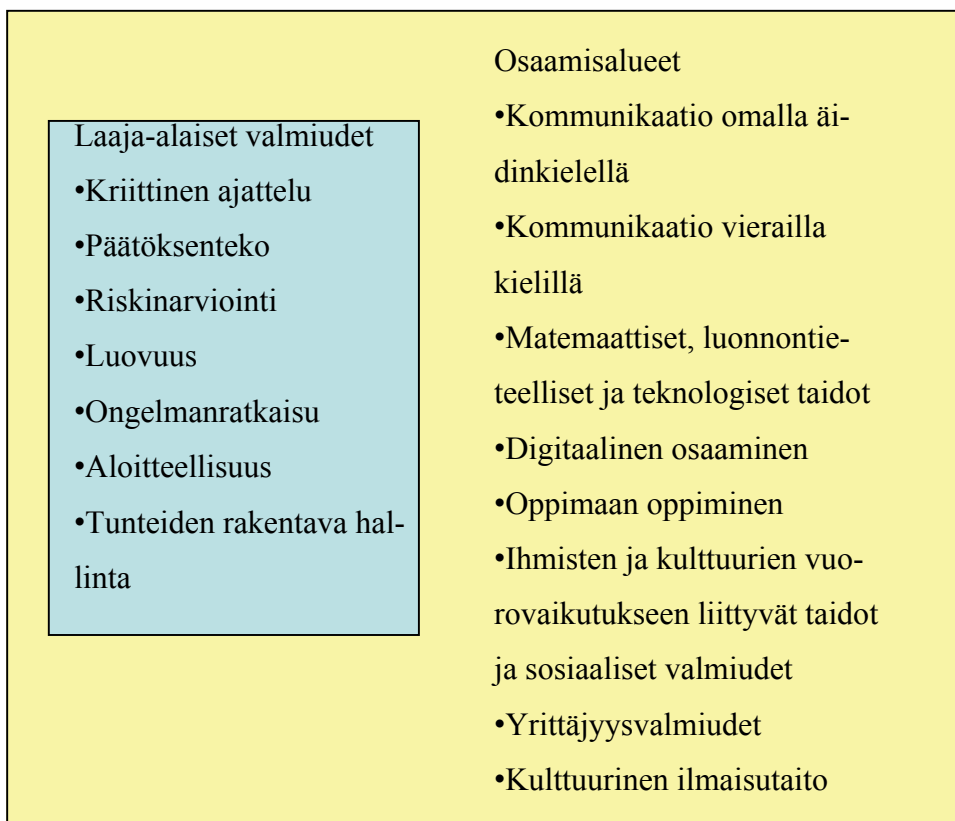 Laaja-alaiset valmiudet
•Kriittinen ajattelu
•Päätöksenteko
•Riskinarviointi
•Luovuus
•Ongelmanratkaisu
•Aloitteellisuus
•Tunteiden rakentava hal-
linta
Osaamisalueet
•Kommunikaatio omalla äi-
dinkielellä
•Kommunikaatio vierailla
kielillä
•Matemaattiset, luonnontie-
teelliset ja teknologiset taidot
•Digitaalinen osaaminen
•Oppimaan oppiminen
•Ihmisten ja kulttuurien vuo-
rovaikutukseen liittyvät taidot
ja sosiaaliset valmiudet
•Yrittäjyysvalmiudet
•Kulttuurinen ilmaisutaito